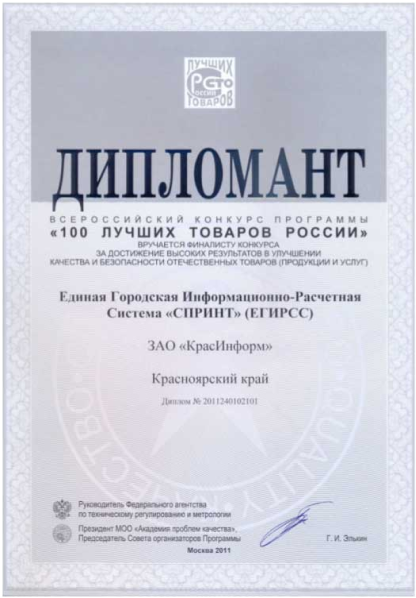 ЛУЧШИХ
РОССИИ
ТОВАРОВ
ДИПЛОМАНТ
ВСЕРОССИЙСКИЙ КОНКУРС ПРОГРАММЫ
«100 ЛУЧШИХ ТОВАРОВ РОССИИ»
ВРУЧАЕТСЯ ФИНАЛИСТУ КОНКУРСА
ЗА ДОСТИЖЕНИЕ ВЫСОКИХ РЕЗУЛЬТАТОВ В УЛУЧШЕНИИ
КАЧЕСТВА И БЕЗОПАСНОСТИ ОТЕЧЕСТВЕННЫХ ТОВАРОВ (ПРОДУКЦИИ И УСЛУГ)
Единая Городская Информационно-Расчетная
Система «СПРИНТ» (ЕГИРСС)
ЗАО «КрасИнформ»
Красноярский край
Диплом № 2011240102101
QUALITY
Руководитель Федерального агентства
по техническому регулированию и метрологии
Президент МОО «Академия проблем качества»,
Председатель Совета организаторов Программы
Г. И. Элькин
Москва 2011